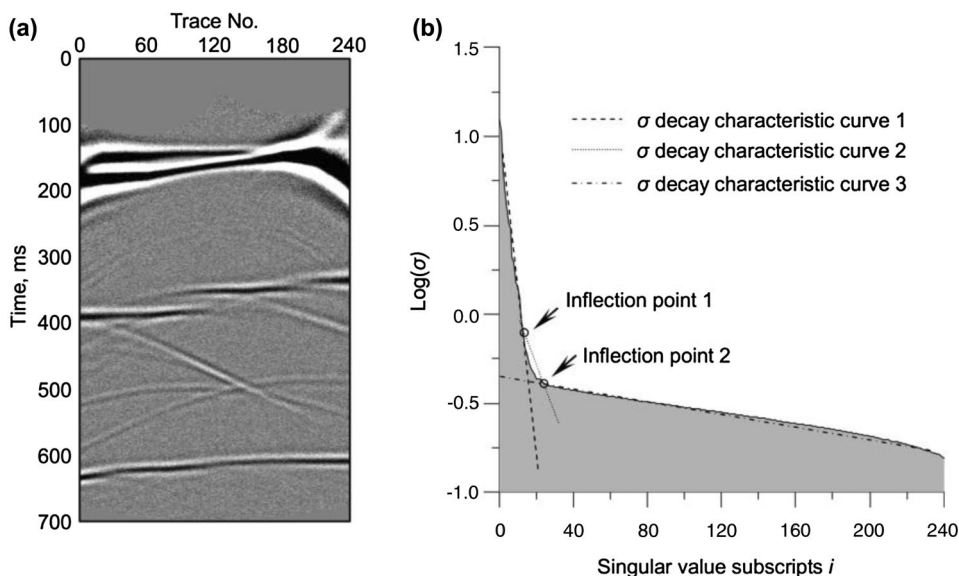 (a)
Trace No.
0 60 120 180 240
0
100
200
300
400
500
600
700
Time, ms
(b)
1.5
1.0
0.5
0.0
-0.5
-1.0
Log(σ)
σ decay characteristic curve 1
σ decay characteristic curve 2
σ decay characteristic curve 3
Inflection point 1
Inflection point 2
0 40 80 120 160 200 240
Singular value subscripts i